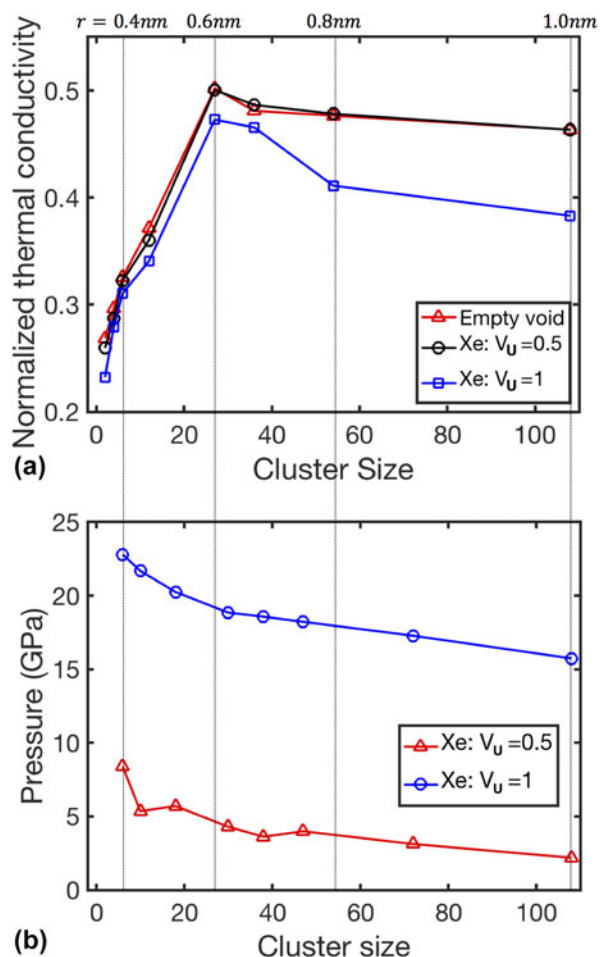 r = 0.4nm 0.6nm 0.8nm 1.0nm
Normalized thermal conductivity
0.5
0.4
0.3
0.2
Empty void
Xe: VU=0.5
Xe: VU=1
0 20 40 60 80 100
(a)
Cluster Size
Pressure (GPa)
25
20
15
10
5
0
Xe: VU=0.5
Xe: VU=1
0 20 40 60 80 100
(b)
Cluster size